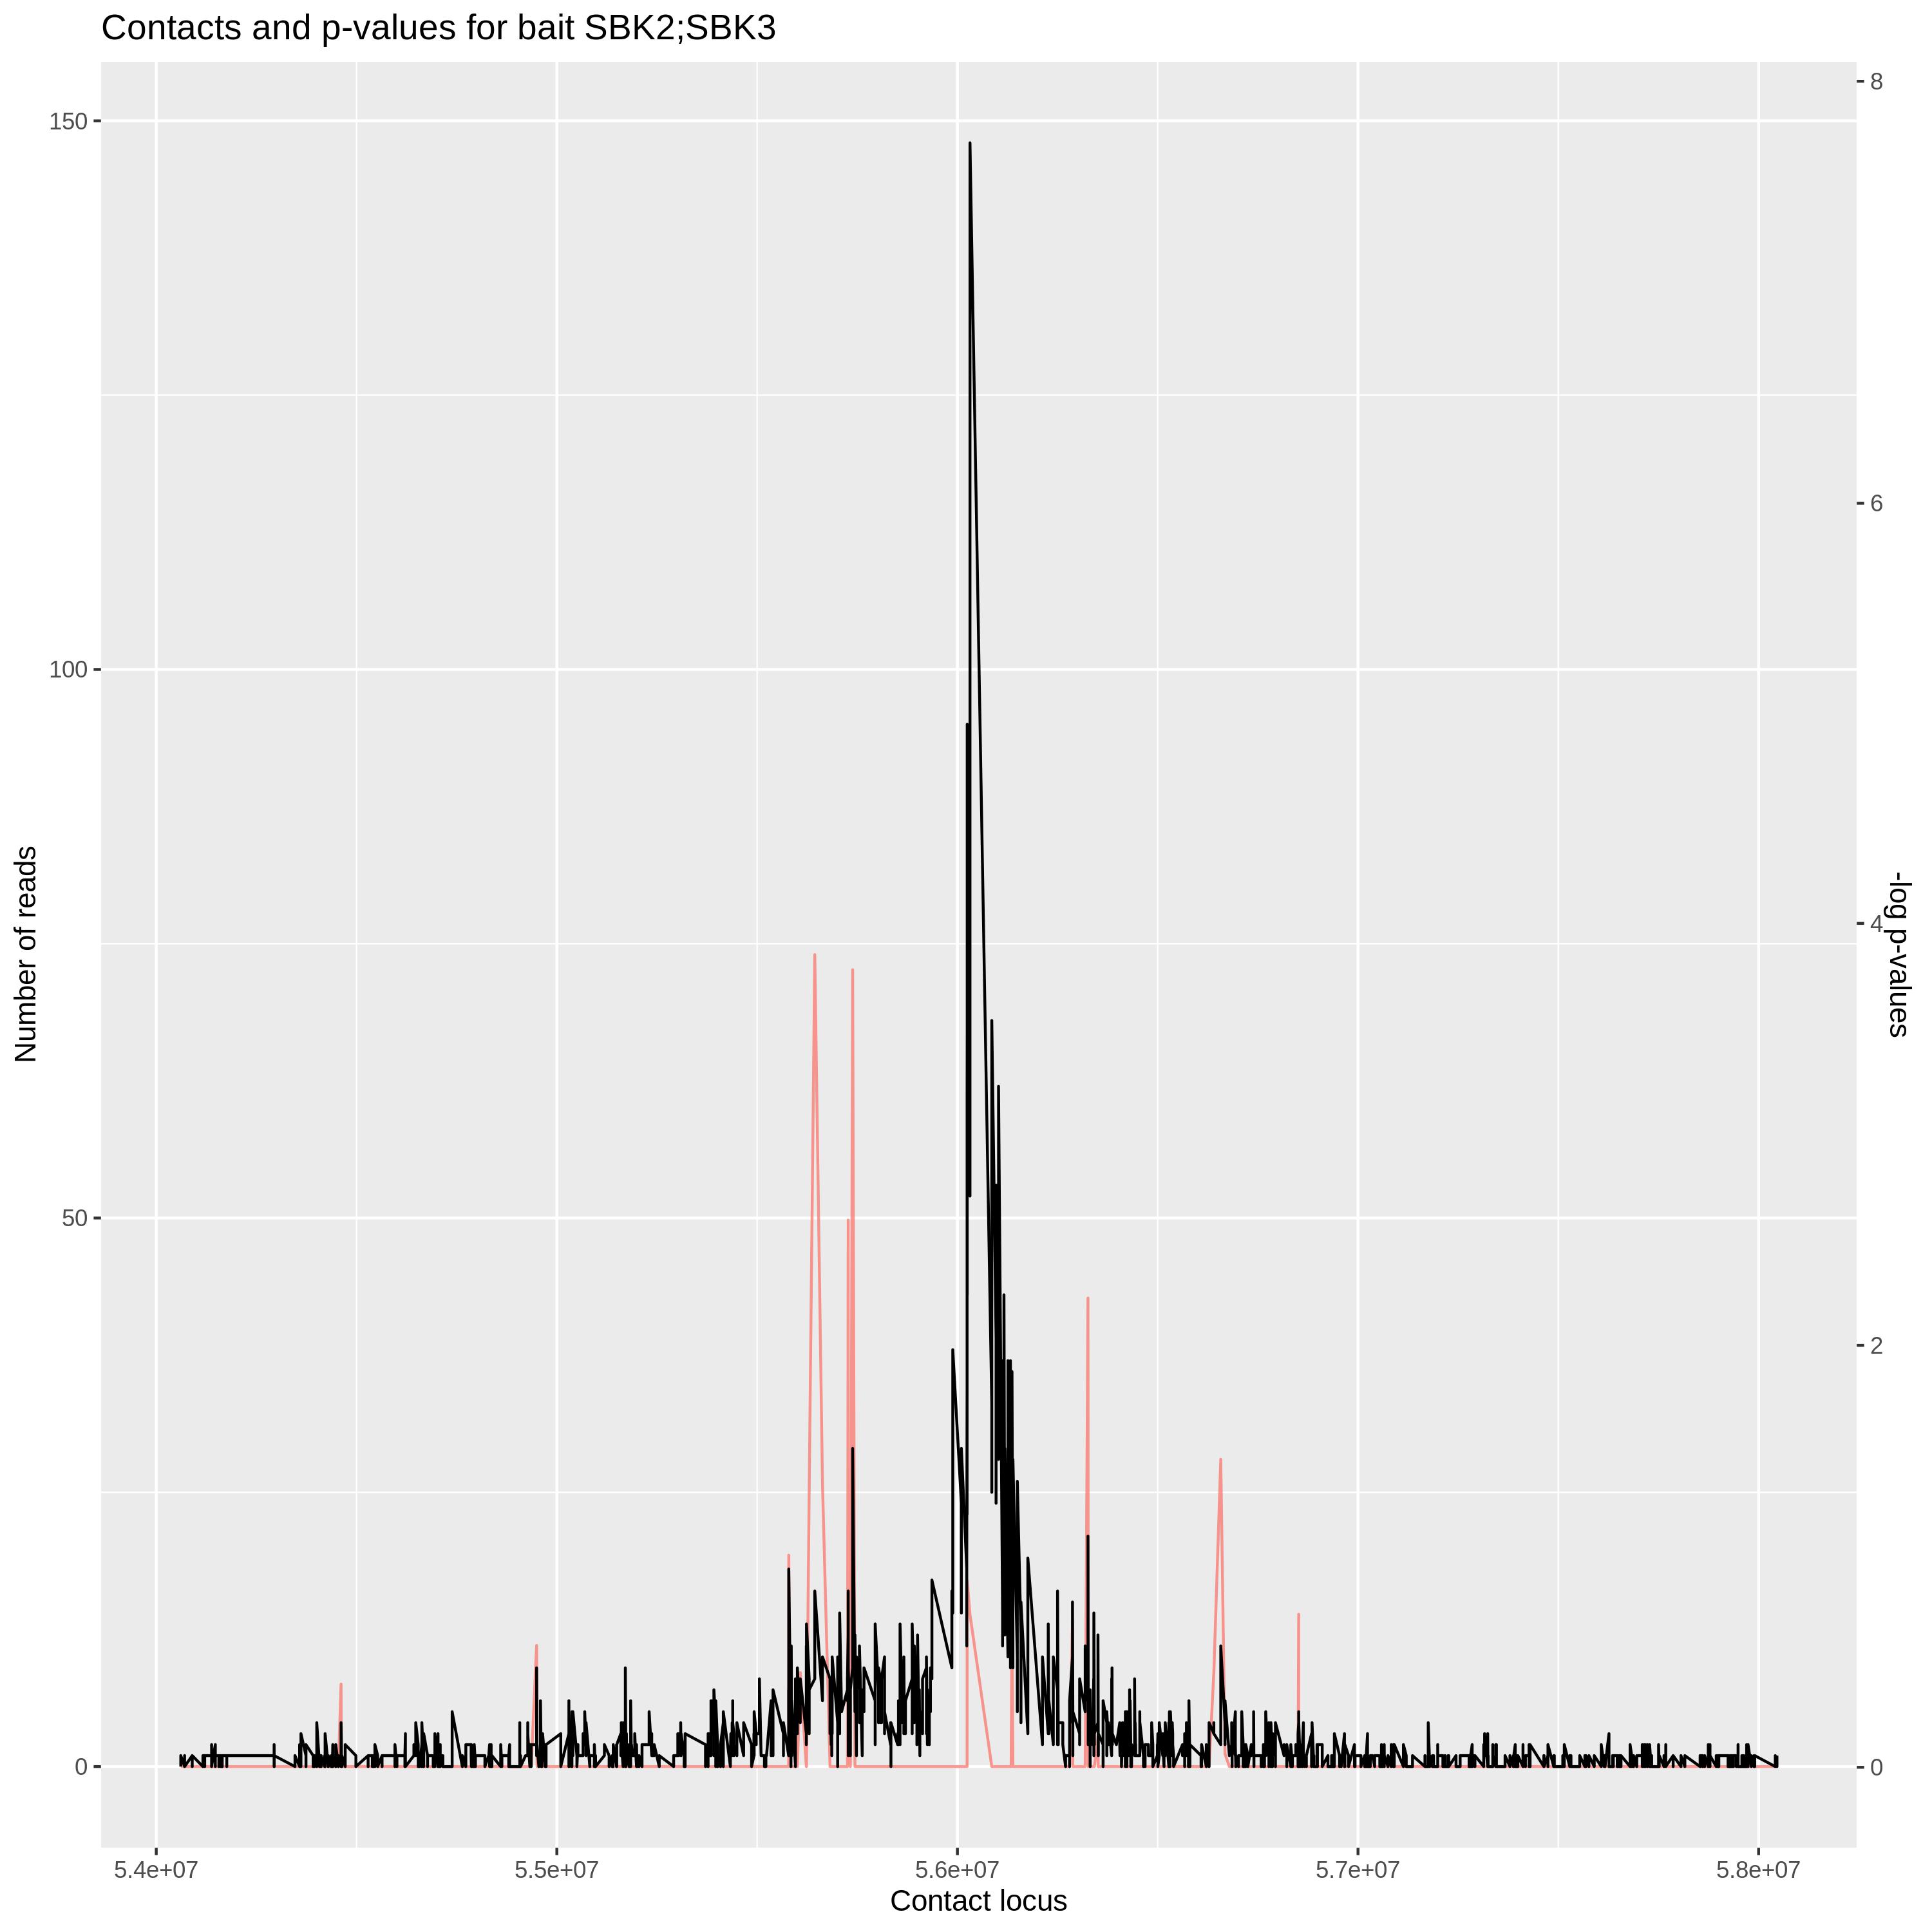 Contacts and p-values for bait SBK2;SBK3
150
100
50
0
Number of reads
8
6
4
2
0
-log p-values
5.4e+07
5.5e+07
5.6e+07
5.7e+07
5.8e+07
Contact locus